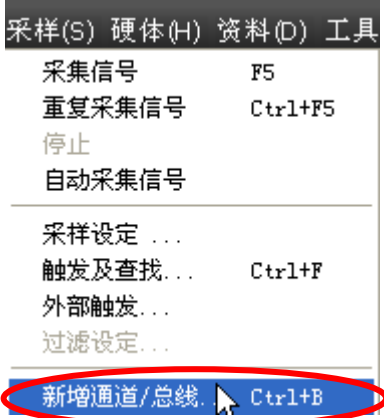 采样(S) 硬体(H) 资料(D) 工具
采集信号 F5
重复采集信号 Ctrl+F5
停止
自动采集信号
采样设定 ...
触发及查找... Ctrl+F
外部触发...
过滤设定...
新增通道/总线.. Ctrl+B